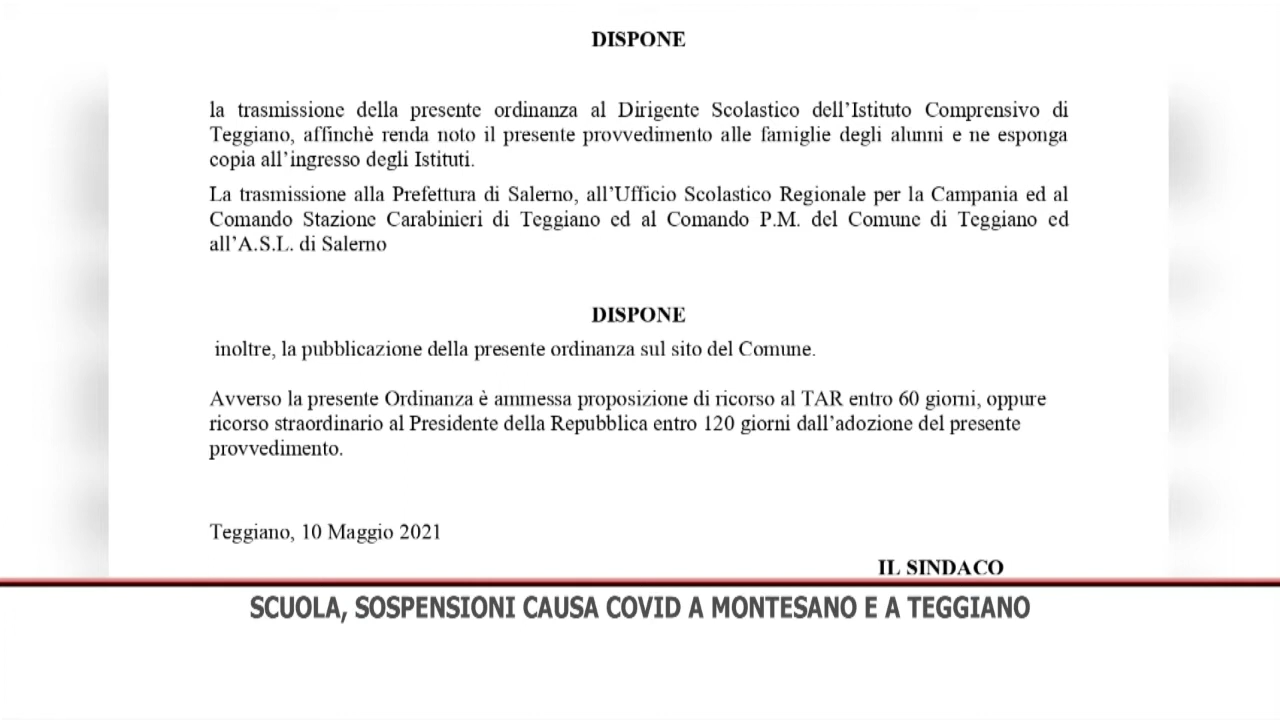 DISPONE
la trasmissione della presente ordinanza al Dirigente Scolastico dell'Istituto Comprensivo di
Teggiano, affinchè renda noto il presente provvedimento alle famiglie degli alunni e ne esponga
copia all'ingresso degli Istituti.
La trasmissione alla Prefettura di Salerno, all'Ufficio Scolastico Regionale per la Campania ed al
Comando Stazione Carabinieri di Teggiano ed al Comando P.M. del Comune di Teggiano ed
all'A.S.L. di Salerno
DISPONE
inoltre, la pubblicazione della presente ordinanza sul sito del Comune.
Avverso la presente Ordinanza è ammessa proposizione di ricorso al TAR entro 60 giorni, oppure
ricorso straordinario al Presidente della Repubblica entro 120 giorni dall'adozione del presente
provvedimento.
Teggiano, 10 Maggio 2021
IL SINDACO
SCUOLA, SOSPENSIONI CAUSA COVID A MONTESANO E A TEGGIANO